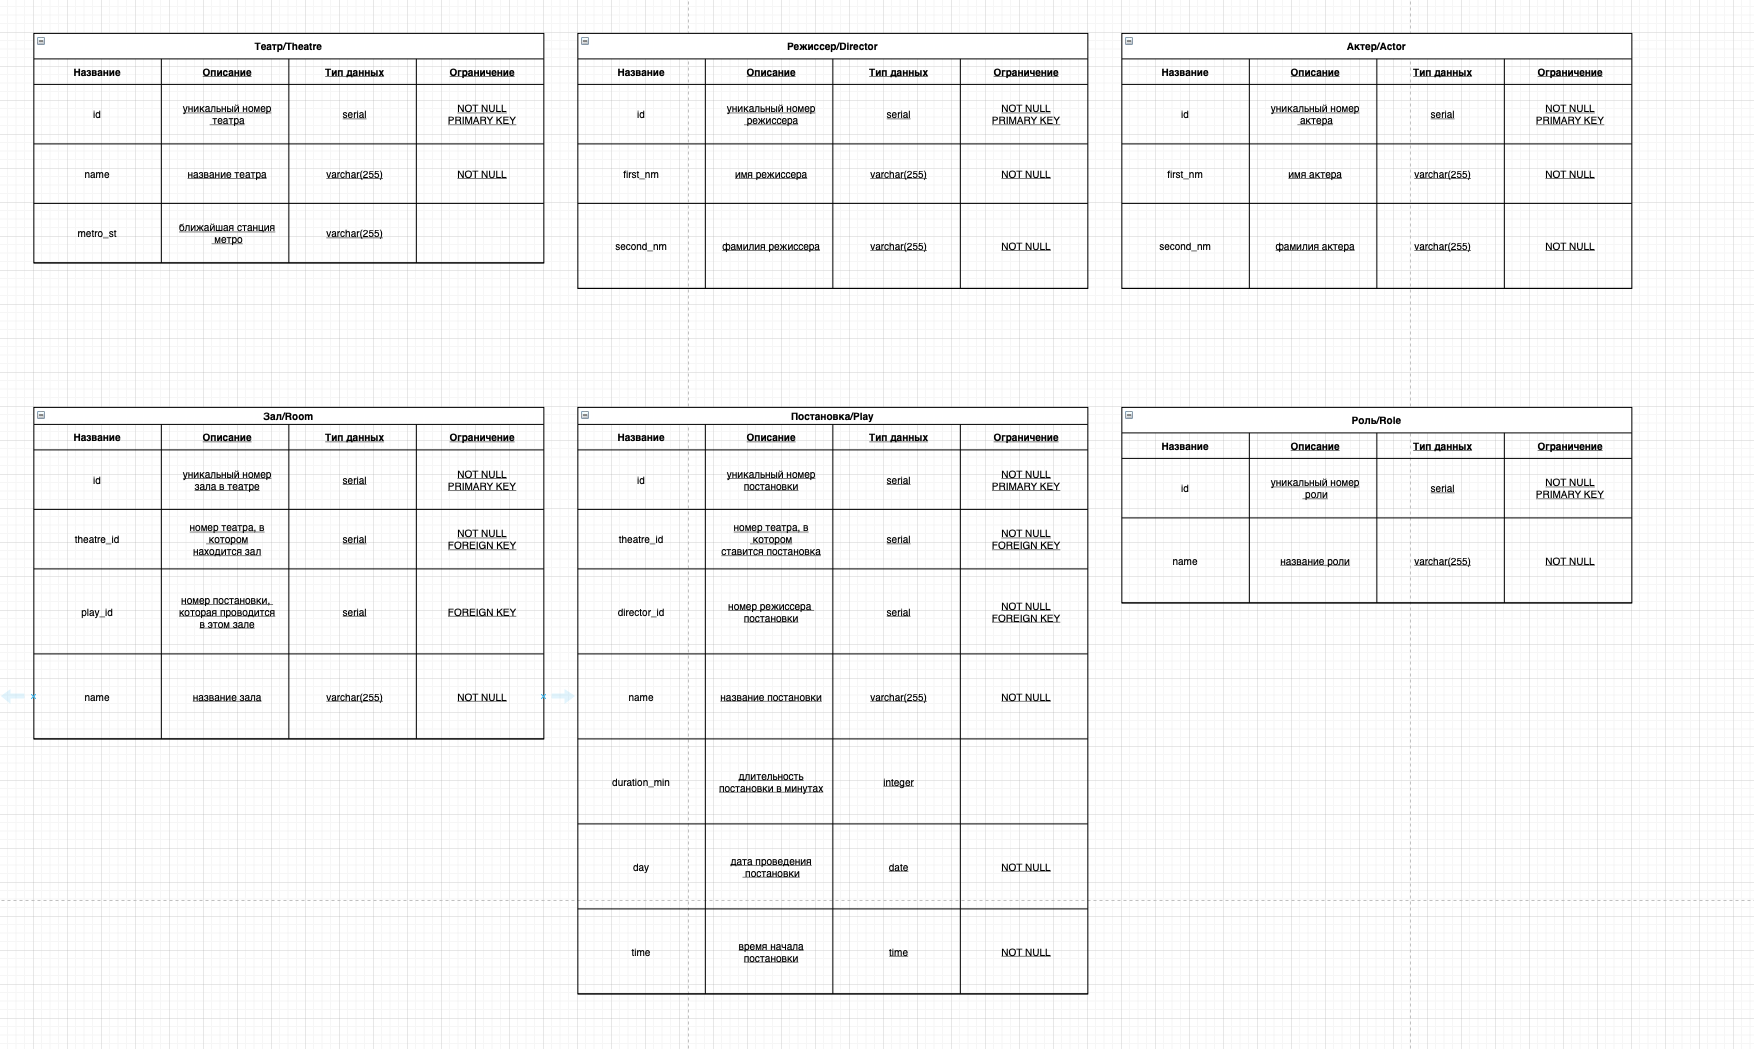 Театр/Theatre
Название Описание Тип данных Ограничение
id
уникальный номер
театра
serial
NOT NULL
PRIMARY KEY
name
название театра
varchar(255)
NOT NULL
metro_st
ближайшая станция
метро
varchar(255)
Режиссер/Director
Название Описание Тип данных Ограничение
id
уникальный номер
режиссера
serial
NOT NULL
PRIMARY KEY
first_nm
имя режиссера
varchar(255)
NOT NULL
second_nm
фамилия режиссера
varchar(255)
NOT NULL
Актер/Actor
Название Описание Тип данных Ограничение
id
уникальный номер
актера
serial
NOT NULL
PRIMARY KEY
first_nm
имя актера
varchar(255)
NOT NULL
second_nm
фамилия актера
varchar(255)
NOT NULL
Зал/Room
Название Описание Тип данных Ограничение
id
уникальный номер
зала в театре
serial
NOT NULL
PRIMARY KEY
theatre_id
номер театра, в
котором
находится зал
serial
NOT NULL
FOREIGN KEY
play_id
номер постановки,
которая проводится
в этом зале
serial
FOREIGN KEY
name
название зала
varchar(255)
NOT NULL
Постановка/Play
Название Описание Тип данных Ограничение
id
уникальный номер
постановки
serial
NOT NULL
PRIMARY KEY
theatre_id
номер театра, в
котором
ставится постановка
serial
NOT NULL
FOREIGN KEY
director_id
номер режиссера
постановки
serial
NOT NULL
FOREIGN KEY
name
название постановки
varchar(255)
NOT NULL
duration_min
длительность
постановки в минутах
integer
day
дата проведения
постановки
date
NOT NULL
time
время начала
постановки
time
NOT NULL
Роль/Role
Название Описание Тип данных Ограничение
id
уникальный номер
роли
serial
NOT NULL
PRIMARY KEY
name
название роли
varchar(255)
NOT NULL